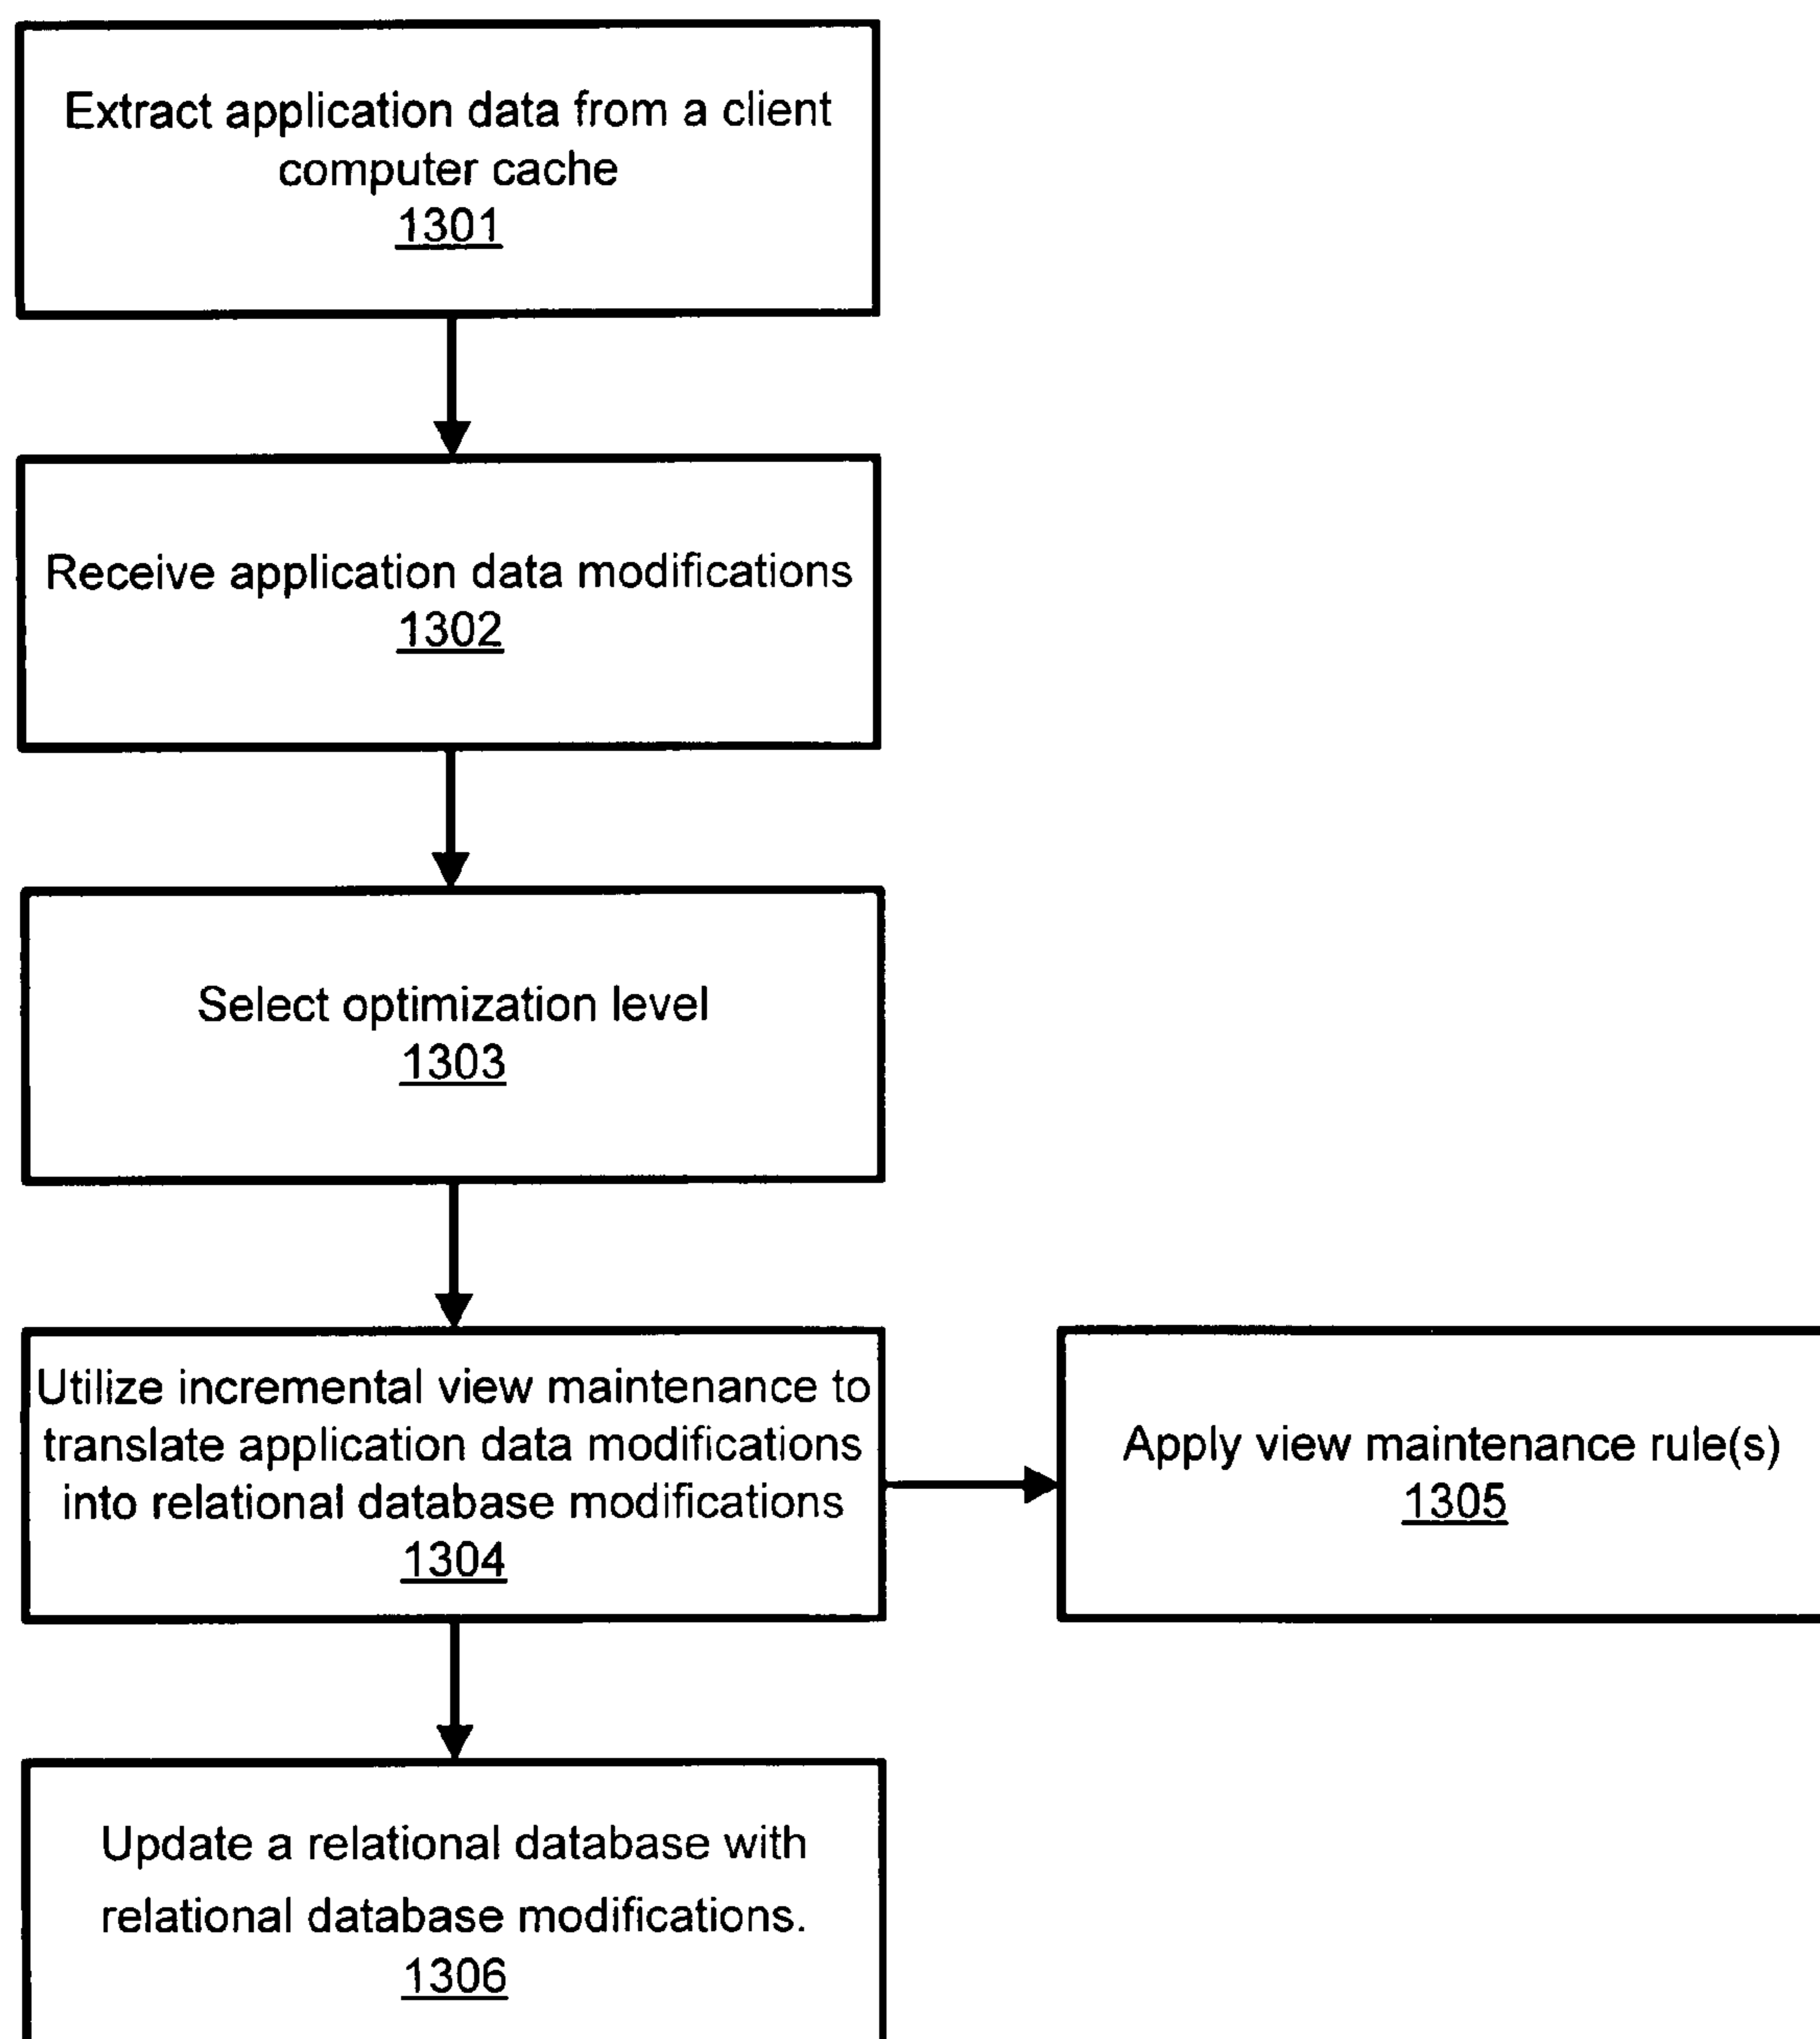 Extract application data from a client
computer cache
1301
Receive application data modifications
1302
Select optimization level
1303
Utilize incremental view maintenance to
translate application data modifications
into relational database modifications
1304
Apply view maintenance rule(s)
1305
Update a relational database with
relational database modifications.
1306